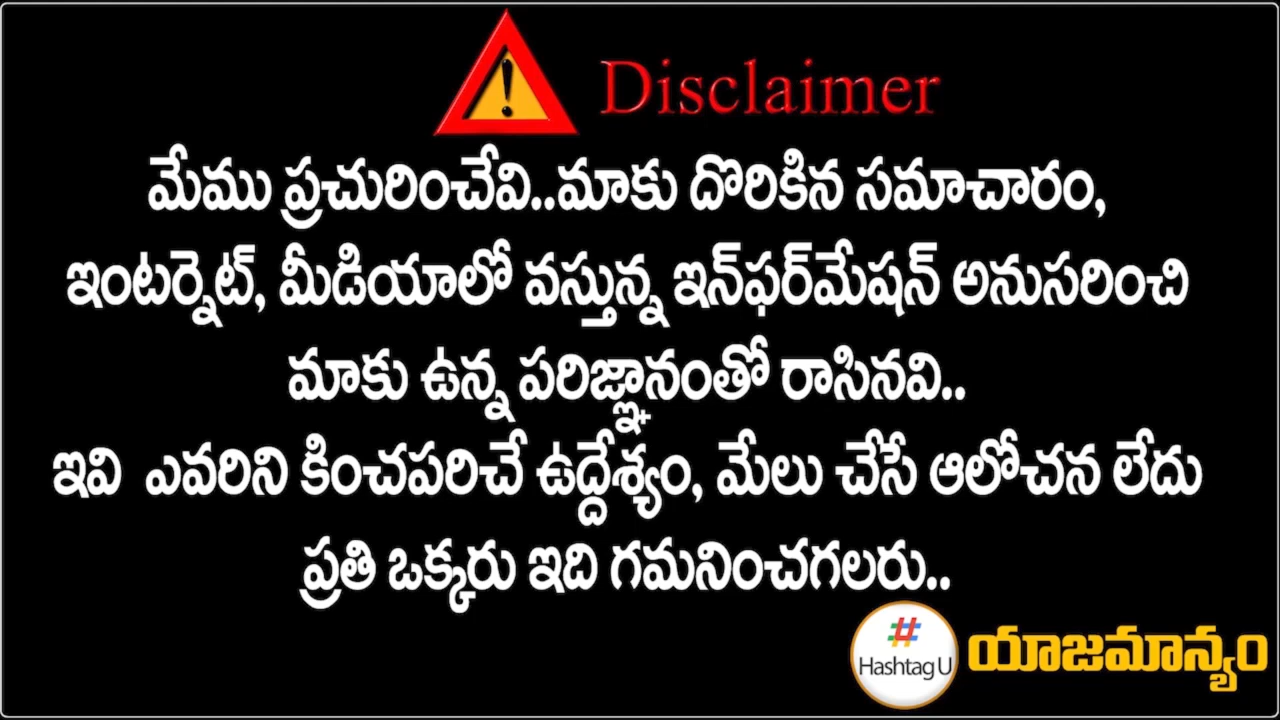 Disclaimer
మేము ప్రచురించేవి..మాకు దొరికిన సమాచారం,
ఇంటర్నెట్, మీడియాలో వస్తున్న ఇన్‌ఫర్‌మేషన్ అనుసరించి
మాకు ఉన్న పరిజ్ఞానంతో రాసినవి..
ఇవి ఎవరిని కించపరిచే ఉద్దేశ్యం, మేలు చేసే ఆలోచన లేదు
ప్రతి ఒక్కరు ఇది గమనించగలరు..
# Hashtag U యాజమాన్యం